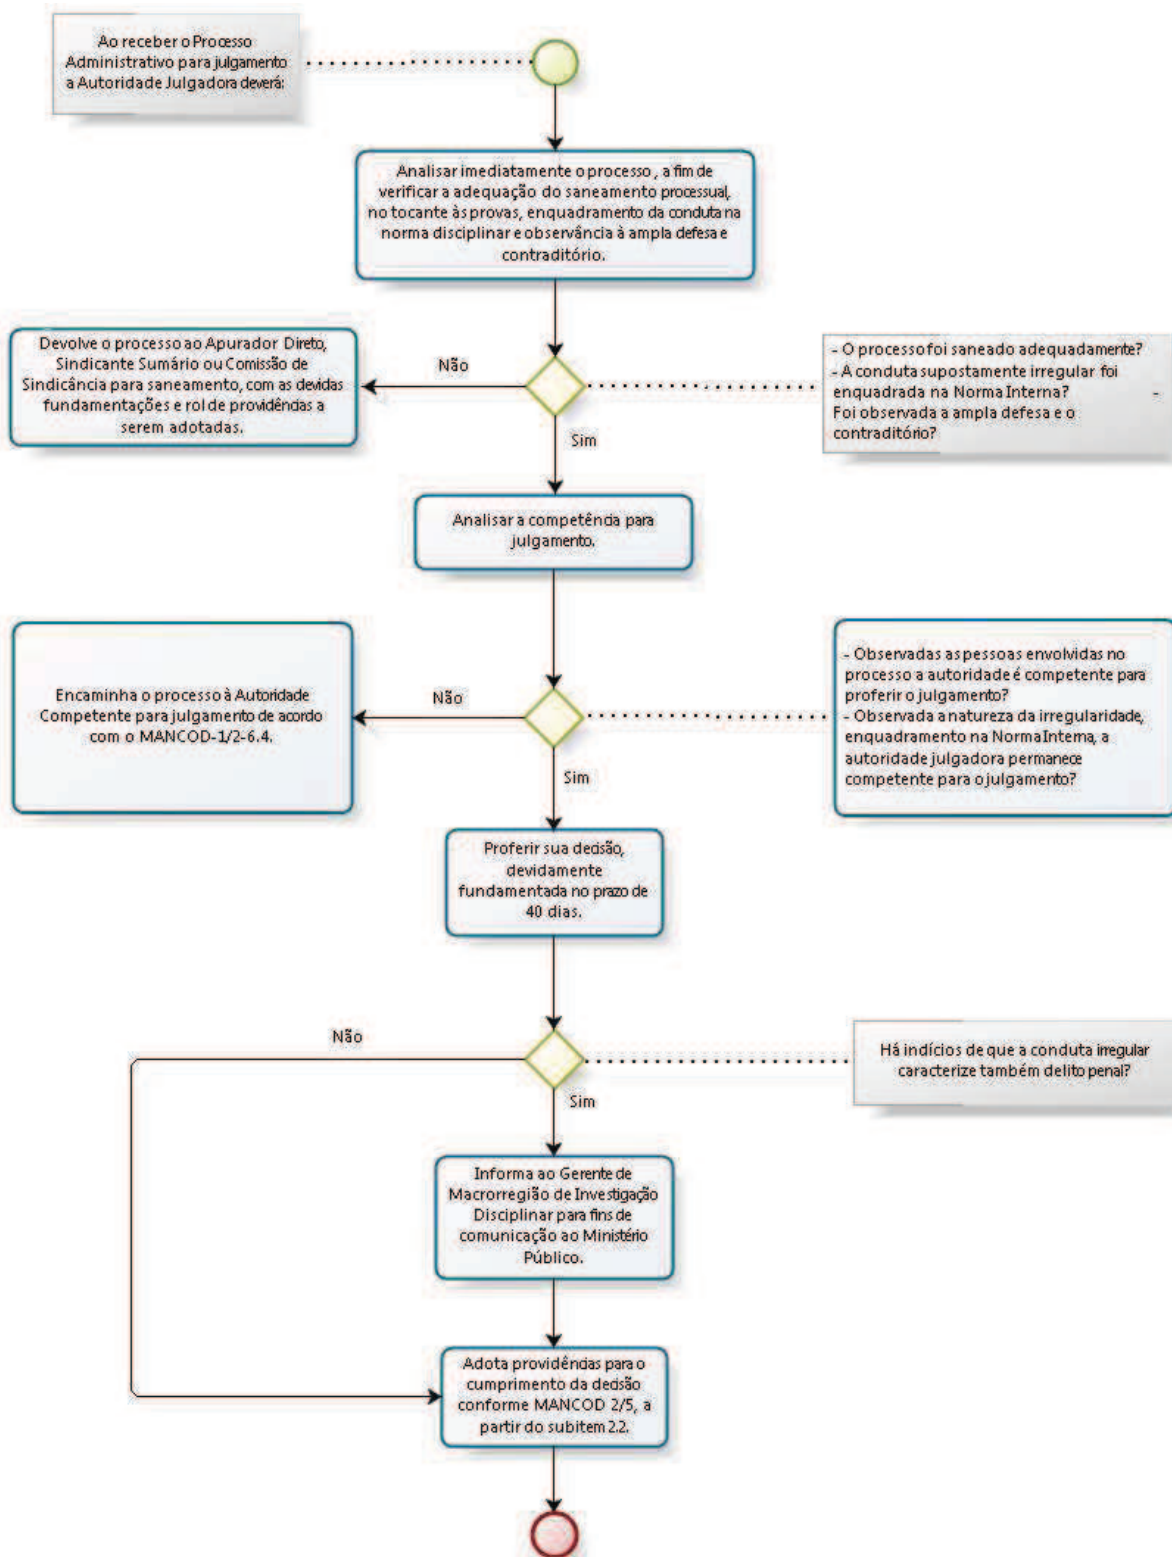 Ao receber o Processo
Administrativo para julgamento
a Autoridade Julgadora deverá:
Analisar imediatamente o processo , a fim de
verificar a adequação do saneamento processual,
no tocante às provas, enquadramento da conduta na
norma disciplinar e observância à ampla defesa e
contraditório.
Devolve o processo ao Apurador Direto,
Sindicante Sumário ou Comissão de
Sindicância para saneamento, com as devidas
fundamentações e rol de providências a
serem adotadas.
Não
- O processo foi saneado adequadamente?
- A conduta supostamente irregular foi
enquadrada na Norma Interna? -
Foi observada a ampla defesa e o
contraditório?
Sim
Analisar a competência para
julgamento.
Encaminha o processo à Autoridade
Competente para julgamento de acordo
com o MANCOD-1/2-6.4.
Não
- Observadas as pessoas envolvidas no
processo a autoridade é competente para
proferir o julgamento?
- Observada a natureza da irregularidade,
enquadramento na Norma Interna, a
autoridade julgadora permanece
competente para o julgamento?
Sim
Proferir sua decisão,
devidamente
fundamentada no prazo de
40 dias.
Não
Há indícios de que a conduta irregular
caracterize também delito penal?
Sim
Informa ao Gerente de
Macrorregião de Investigação
Disciplinar para fins de
comunicação ao Ministério
Público.
Adota providências para o
cumprimento da decisão
conforme MANCOD 2/5, a
partir do subitem 2.2.